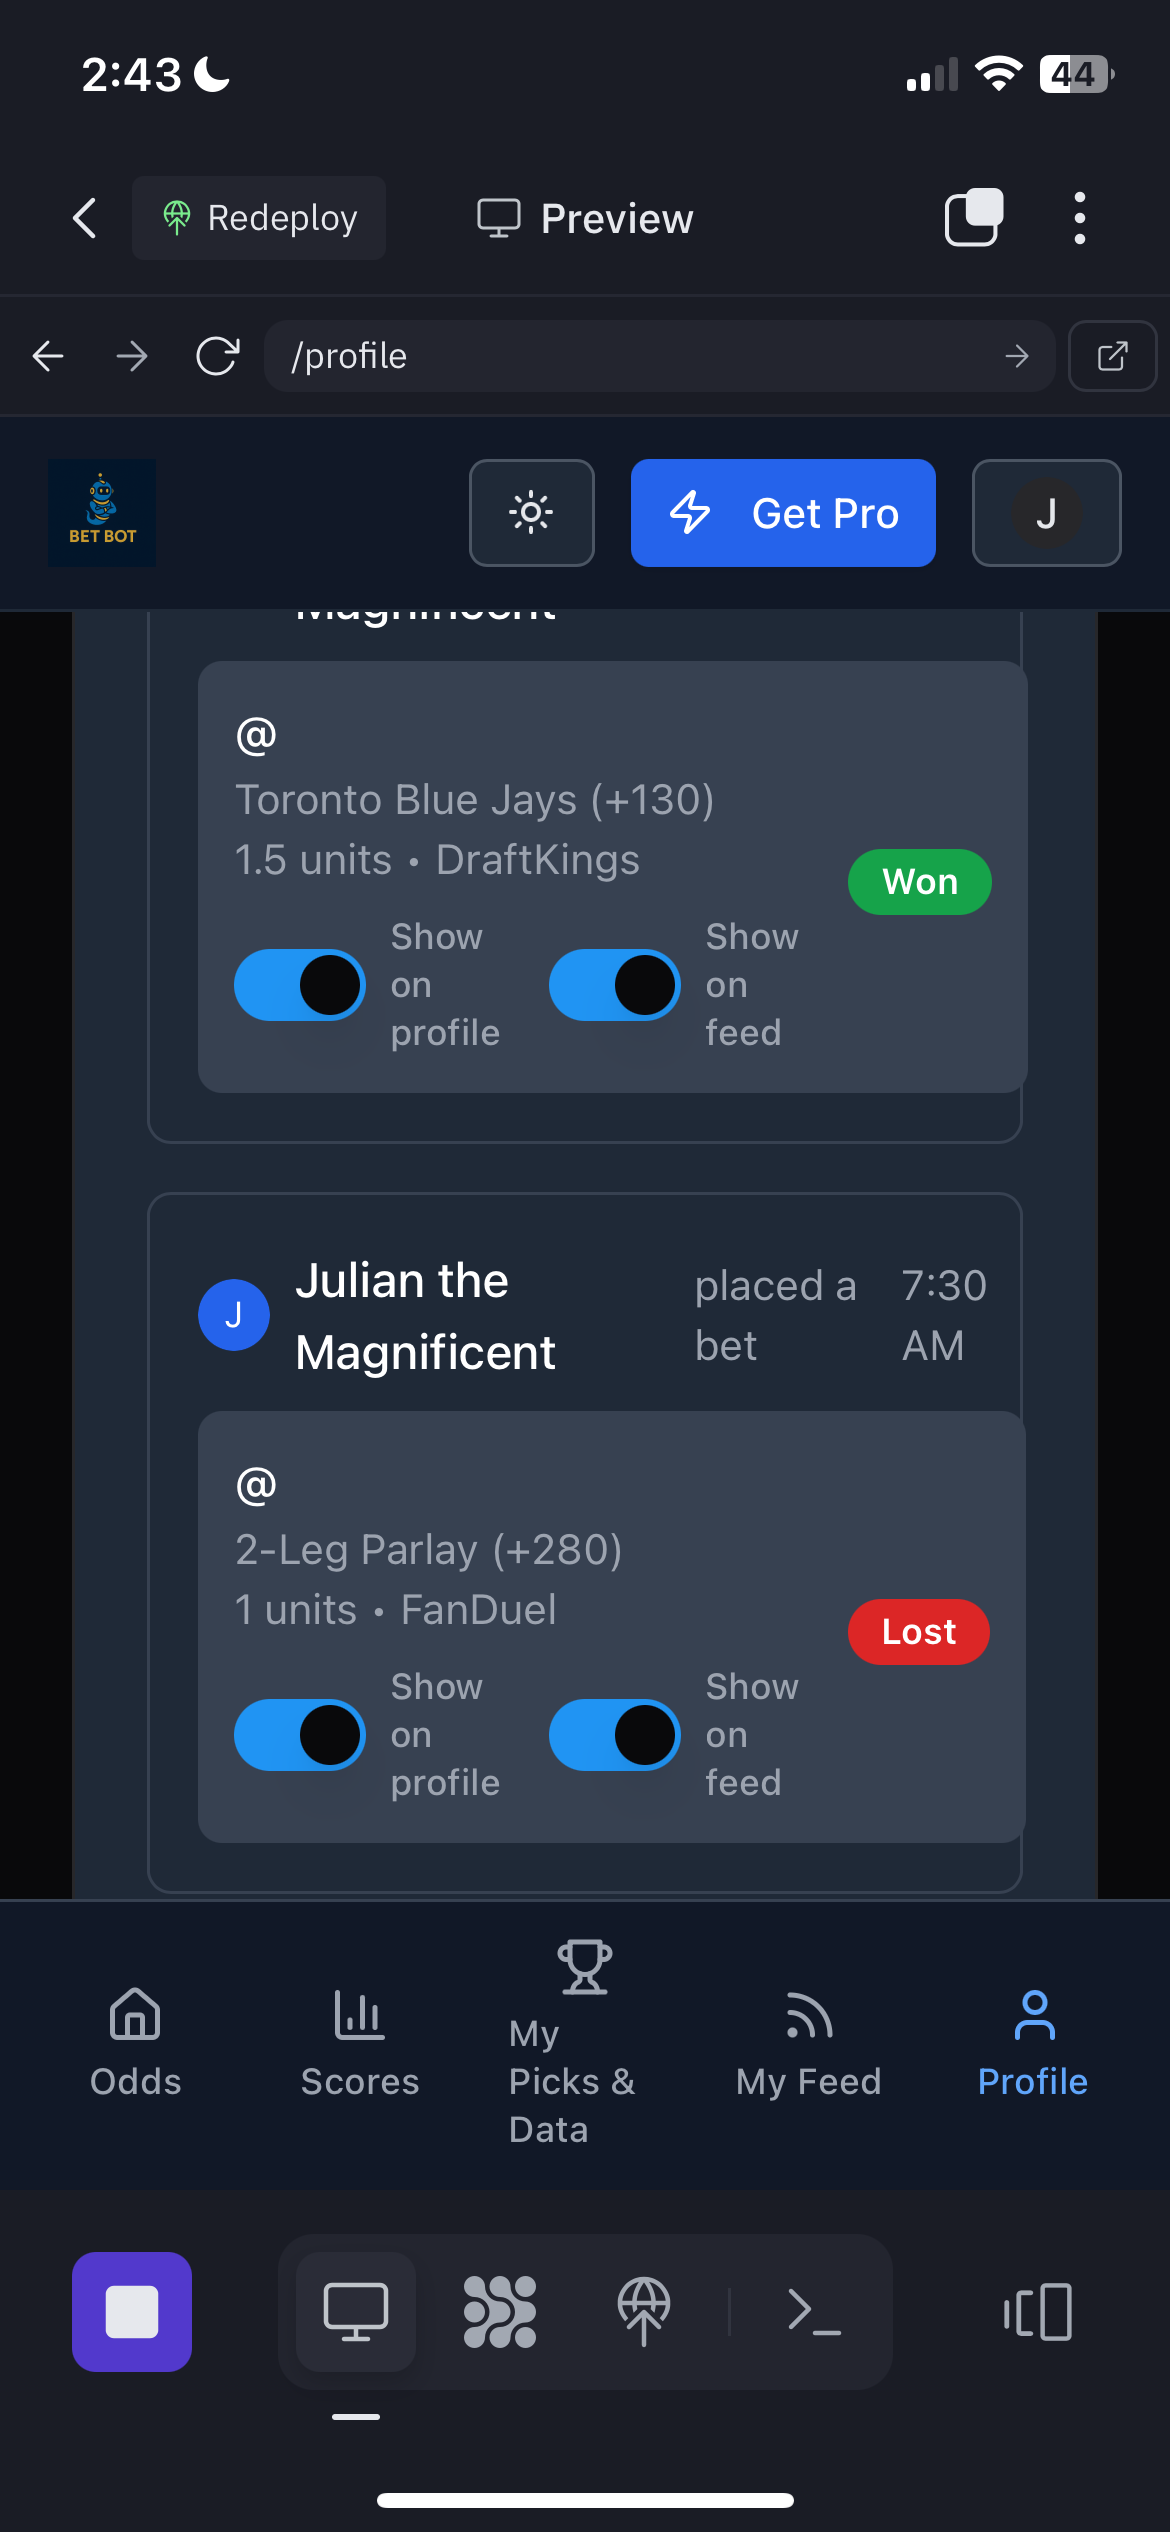 2:43
44
Redeploy
Preview
/profile
BET BOT
Get Pro
J
Magnificent
@
Toronto Blue Jays (+130)
1.5 units • DraftKings
Won
Show
on
profile
Show
on
feed
J
Julian the
Magnificent
placed a
bet
7:30
AM
@
2-Leg Parlay (+280)
1 units • FanDuel
Lost
Show
on
profile
Show
on
feed
Odds
Scores
My
Picks &
Data
My Feed
Profile